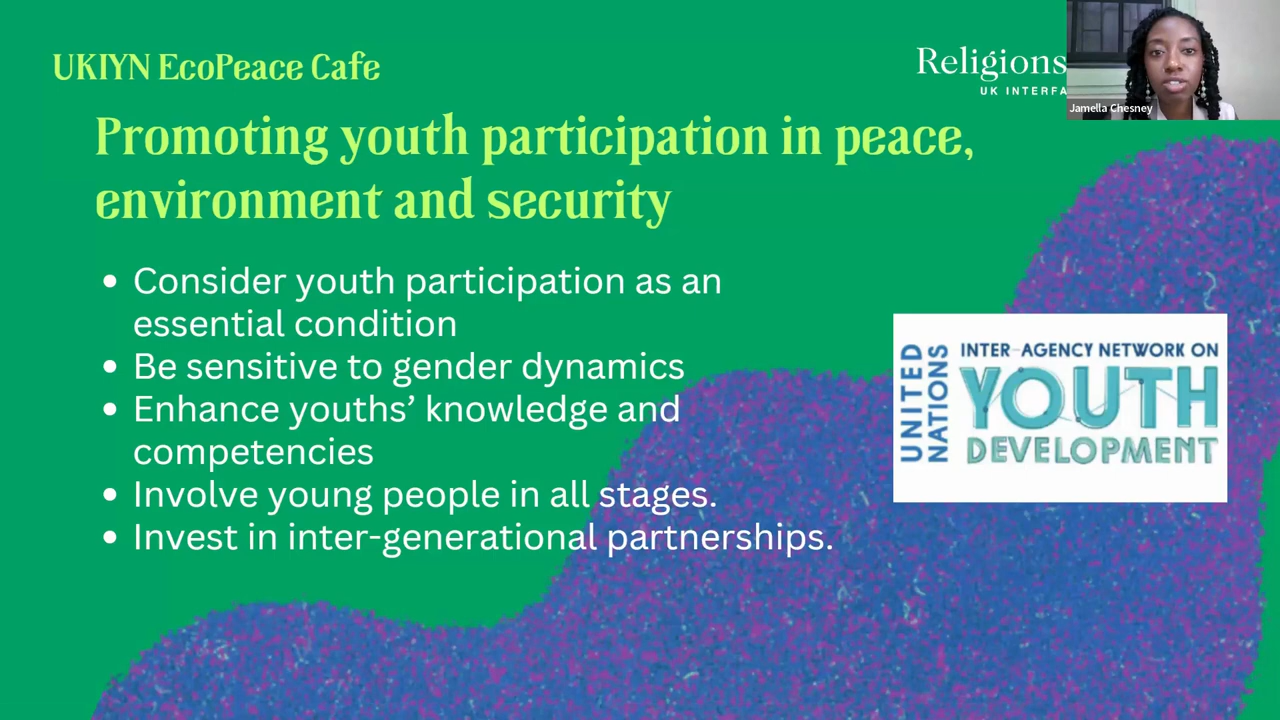 UKIYN EcoPeace Cafe
Religions
UK INTERFA
Jamella Chesney
Promoting youth participation in peace,
environment and security
• Consider youth participation as an
essential condition
• Be sensitive to gender dynamics
• Enhance youths’ knowledge and
competencies
• Involve young people in all stages.
• Invest in inter-generational partnerships.
UNITED
NATIONS
INTER-AGENCY NETWORK ON
YOUTH
DEVELOPMENT